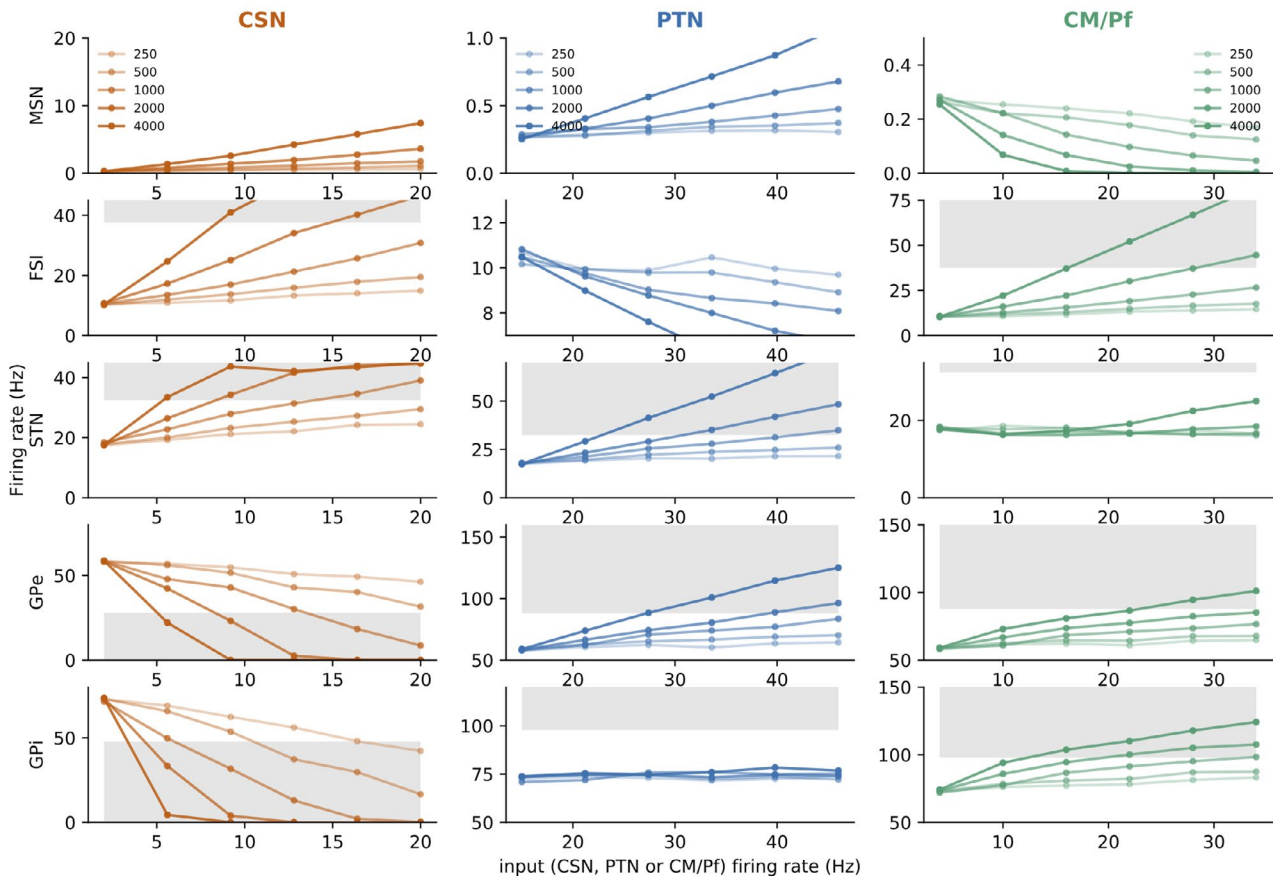 CSN PTN CM/Pf
20 1.0
250 250 0.4 250
500 500 500
1000 1000 1000
MSN 10 2000 0.5 2000 0.2 2000
4000 4000 4000
0 0.0 0.0
5 10 15 20 20 30 40 10 20 30
40 12 75
FSI 20 10 50
8 25
0 0
5 10 15 20 20 30 40 10 20 30
Firing rate (Hz)
STN
40 50 20
20 25
0 0 0
5 10 15 20 20 30 40 10 20 30
GPe 50 150 150
100 100
0 50 50
5 10 15 20 20 30 40 10 20 30
GPi 50 125 150
100 100
75
0 50 50
5 10 15 20 20 30 40 10 20 30
input (CSN, PTN or CM/Pf) firing rate (Hz)